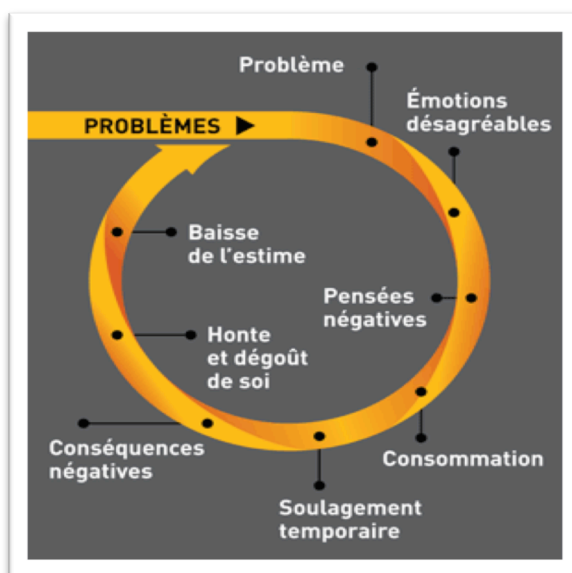 Problème
Émotions
désagréables
PROBLÈMES ►
Baisse
de l'estime
Pensées
négatives
Honte
et dégoût
de soi
Conséquences
négatives
Consommation
Soulagement
temporaire